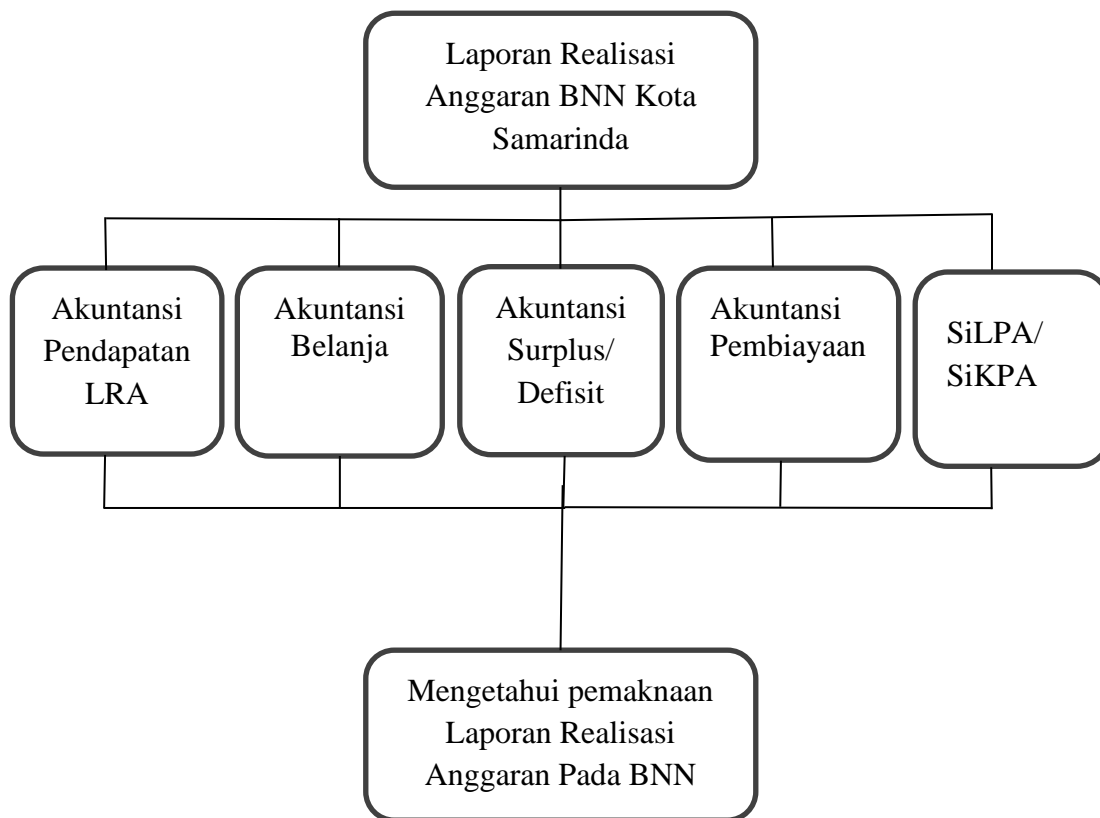 Laporan Realisasi
Anggaran BNN Kota
Samarinda
Akuntansi
Pendapatan
LRA
Akuntansi
Belanja
Akuntansi
Surplus/
Defisit
Akuntansi
Pembiayaan
SiLPA/
SiKPA
Mengetahui pemaknaan
Laporan Realisasi
Anggaran Pada BNN